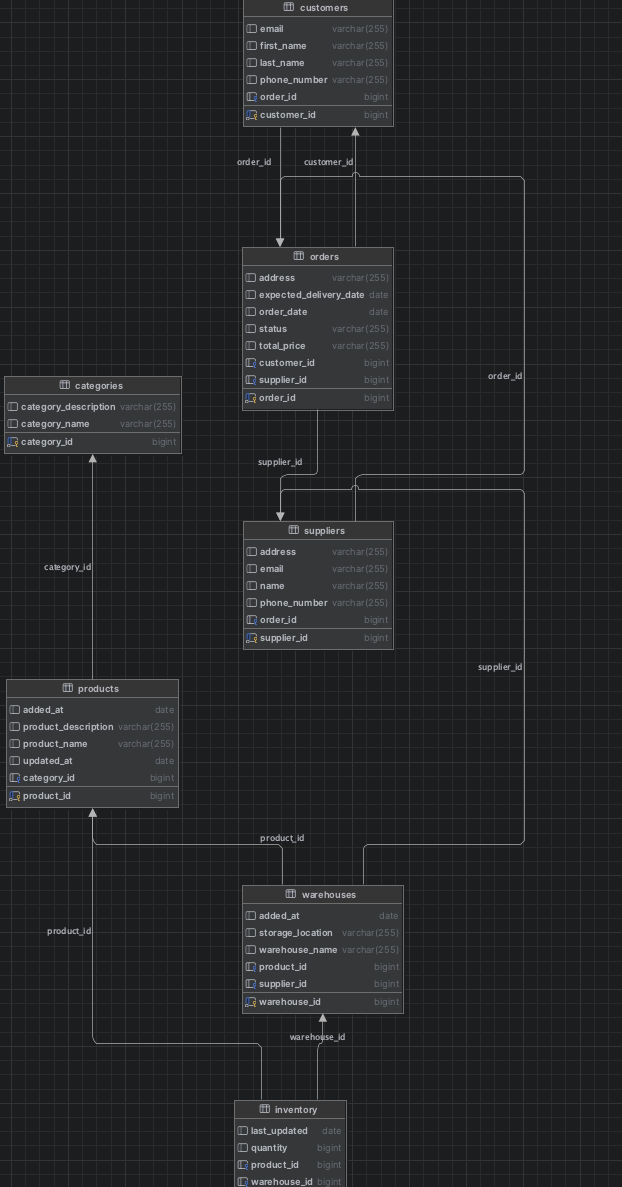 customers
email varchar(255)
first_name varchar(255)
last_name varchar(255)
phone_number varchar(255)
order_id bigint
customer_id bigint
order_id customer_id
orders
address varchar(255)
expected_delivery_date date
order_date date
status varchar(255)
total_price varchar(255)
customer_id bigint
supplier_id bigint
order_id bigint
order_id
categories
category_description varchar(255)
category_name varchar(255)
category_id bigint
supplier_id
suppliers
address varchar(255)
email varchar(255)
name varchar(255)
phone_number varchar(255)
order_id bigint
supplier_id bigint
category_id
supplier_id
products
added_at date
product_description varchar(255)
product_name varchar(255)
updated_at date
category_id bigint
product_id bigint
product_id
warehouses
added_at date
storage_location varchar(255)
warehouse_name varchar(255)
product_id bigint
supplier_id bigint
warehouse_id bigint
product_id
warehouse_id
inventory
last_updated date
quantity bigint
product_id bigint
warehouse_id bigint